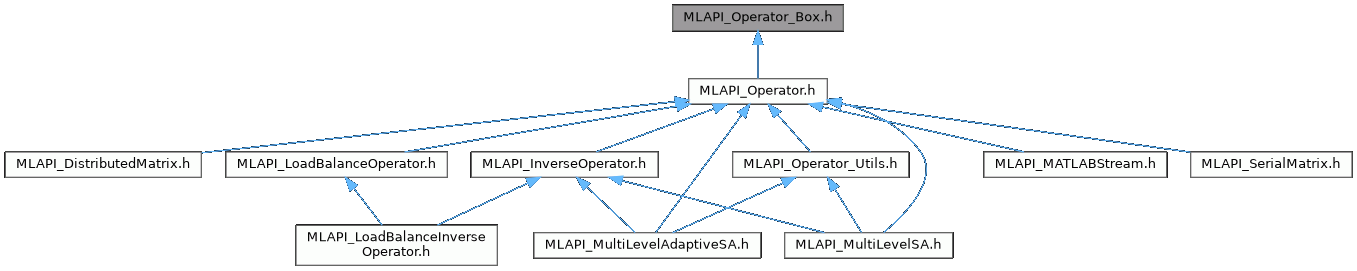 MLAPI_Operator_Box.h
MLAPI_Operator.h
MLAPI_DistributedMatrix.h
MLAPI_LoadBalanceOperator.h
MLAPI_InverseOperator.h
MLAPI_Operator_Utils.h
MLAPI_MATLABStream.h
MLAPI_SerialMatrix.h
MLAPI_LoadBalanceInverse
Operator.h
MLAPI_MultiLevelAdaptiveSA.h
MLAPI_MultiLevelSA.h